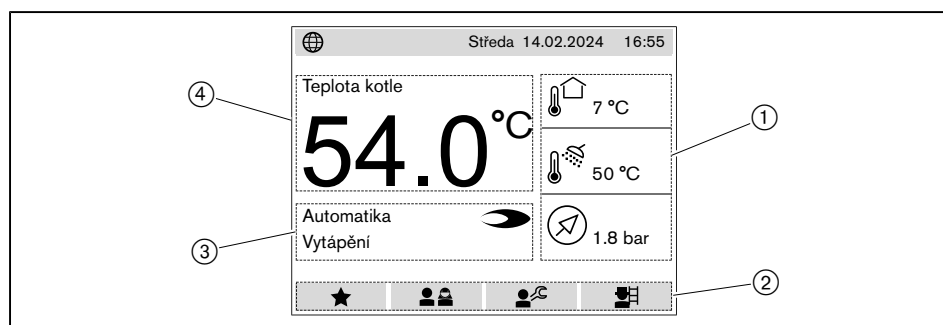 Středa 14.02.2024 16:55
Teplota kotle
54.0 °C
7 °C
50 °C
1.8 bar
Automatika
Vytápění
1
2
3
4